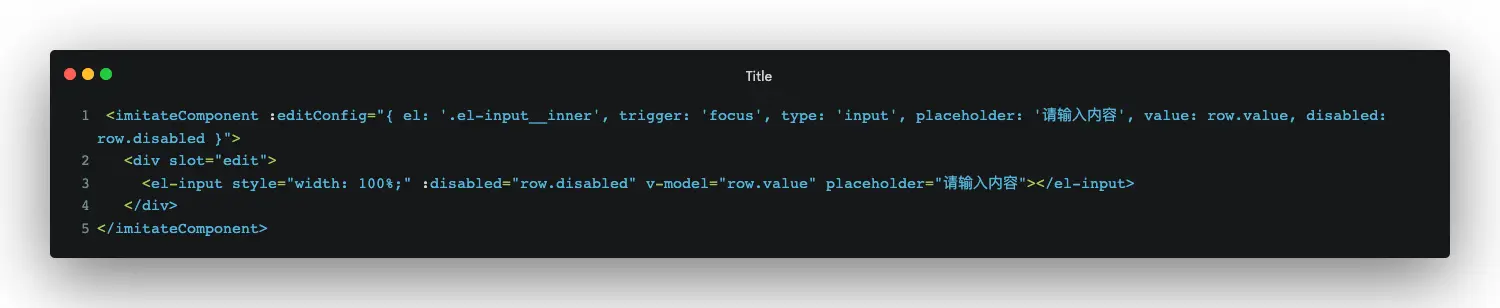 Title
1 <imitateComponent :editConfig="{ el: '.el-input__inner', trigger: 'focus', type: 'input', placeholder: '请输入内容', value: row.value, disabled:
row.disabled }">
2 <div slot="edit">
3 <el-input style="width: 100%;" :disabled="row.disabled" v-model="row.value" placeholder="请输入内容"></el-input>
4 </div>
5 </imitateComponent>